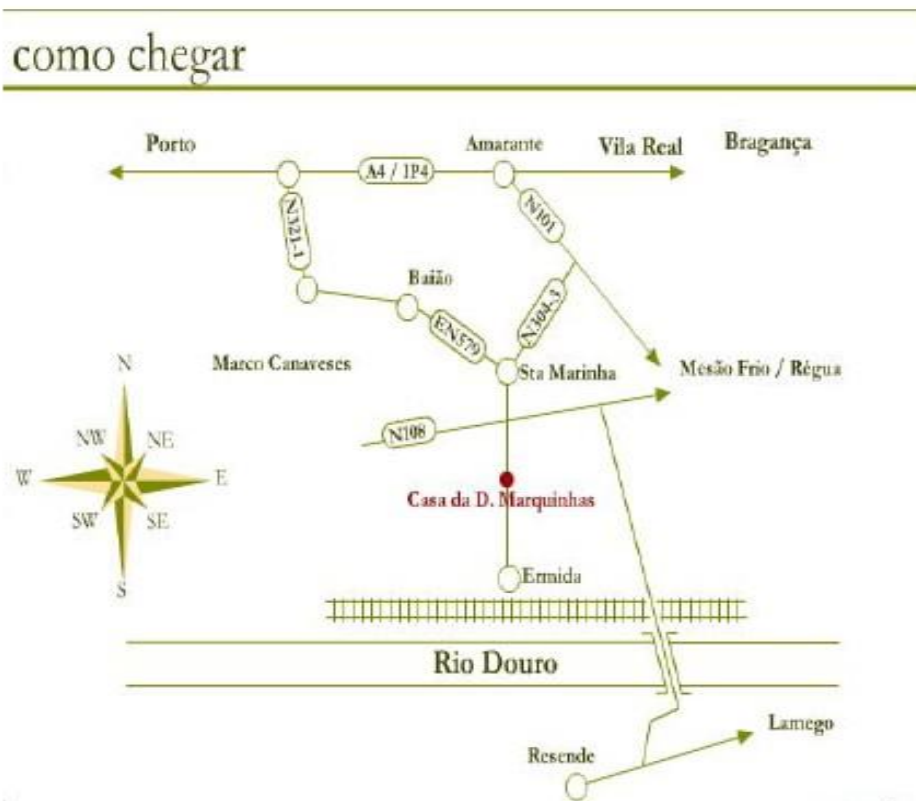 como chegar
Porto
Amarante
Vila Real
Bragança
A4 / IP4
N321-1
N101
Baião
N304-3
EN579
Marco Canaveses
Sta Marinha
Mesão Frio / Régua
N108
N
NW
NE
W
E
SW
SE
S
Casa da D. Marquinhas
Ermida
Rio Douro
Lamego
Resende